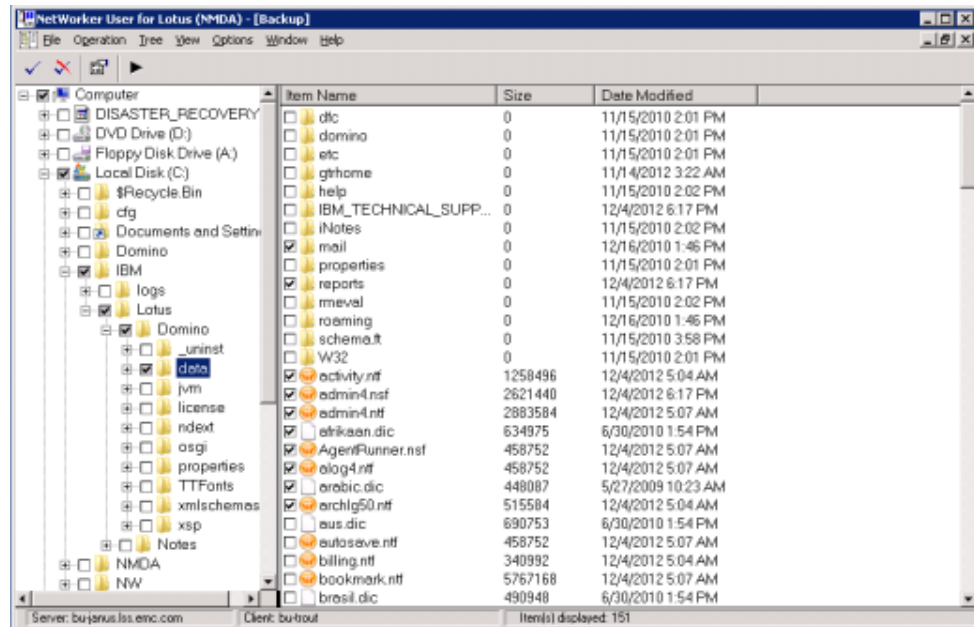 NetWorker User for Lotus (NMDA) - [Backup]
File Operation Tree View Options Window Help
Computer
DISASTER_RECOVERY
DVD Drive (D:)
Floppy Disk Drive (A:)
Local Disk (C:)
$Recycle.Bin
cfg
Documents and Settin
Domino
IBM
logs
Lotus
Domino
_uninst
data
jvm
license
ndext
osgi
properties
TTFonts
xmlschemas
xsp
Notes
NMDA
NW
Item Name Size Date Modified
dfc 0 11/15/2010 2:01 PM
domino 0 11/15/2010 2:01 PM
etc 0 11/15/2010 2:01 PM
gtrhome 0 11/14/2012 3:22 AM
help 0 11/15/2010 2:02 PM
IBM_TECHNICAL_SUPP... 0 12/4/2012 6:17 PM
iNotes 0 11/15/2010 2:02 PM
mail 0 12/16/2010 1:46 PM
properties 0 11/15/2010 2:01 PM
reports 0 12/4/2012 6:17 PM
rmeval 0 11/15/2010 2:02 PM
roaming 0 12/16/2010 1:46 PM
schema.ft 0 11/15/2010 3:58 PM
W32 0 11/15/2010 2:01 PM
activity.ntf 1258496 12/4/2012 5:04 AM
admin4.nsf 2621440 12/4/2012 6:17 PM
admin4.ntf 2883584 12/4/2012 5:07 AM
afrikaan.dic 634975 6/30/2010 1:54 PM
AgentRunner.nsf 458752 12/4/2012 5:07 AM
alog4.ntf 458752 12/4/2012 5:07 AM
arabic.dic 448087 5/27/2009 10:23 AM
archlg50.ntf 515584 12/4/2012 5:04 AM
aus.dic 690753 6/30/2010 1:54 PM
autosave.ntf 458752 12/4/2012 5:07 AM
billing.ntf 340992 12/4/2012 5:04 AM
bookmark.ntf 5767168 12/4/2012 5:07 AM
brasil.dic 490948 6/30/2010 1:54 PM
Server: bu-janus.lss.emc.com Client: bu-trout Item(s) displayed: 151